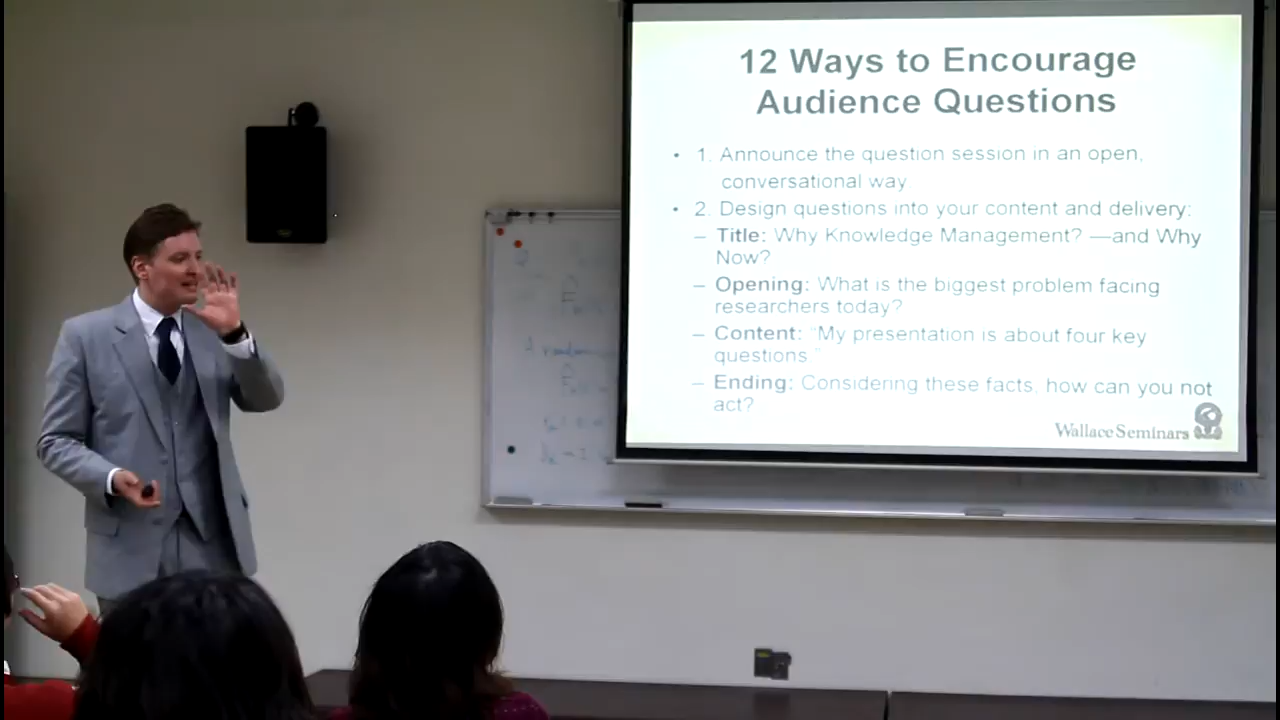 12 Ways to Encourage
Audience Questions
• 1. Announce the question session in an open,
conversational way
• 2. Design questions into your content and delivery:
– Title: Why Knowledge Management? —and Why
Now?
– Opening: What is the biggest problem facing
researchers today?
– Content: “My presentation is about four key
questions.”
– Ending: Considering these facts, how can you not
act?
Wallace Seminars